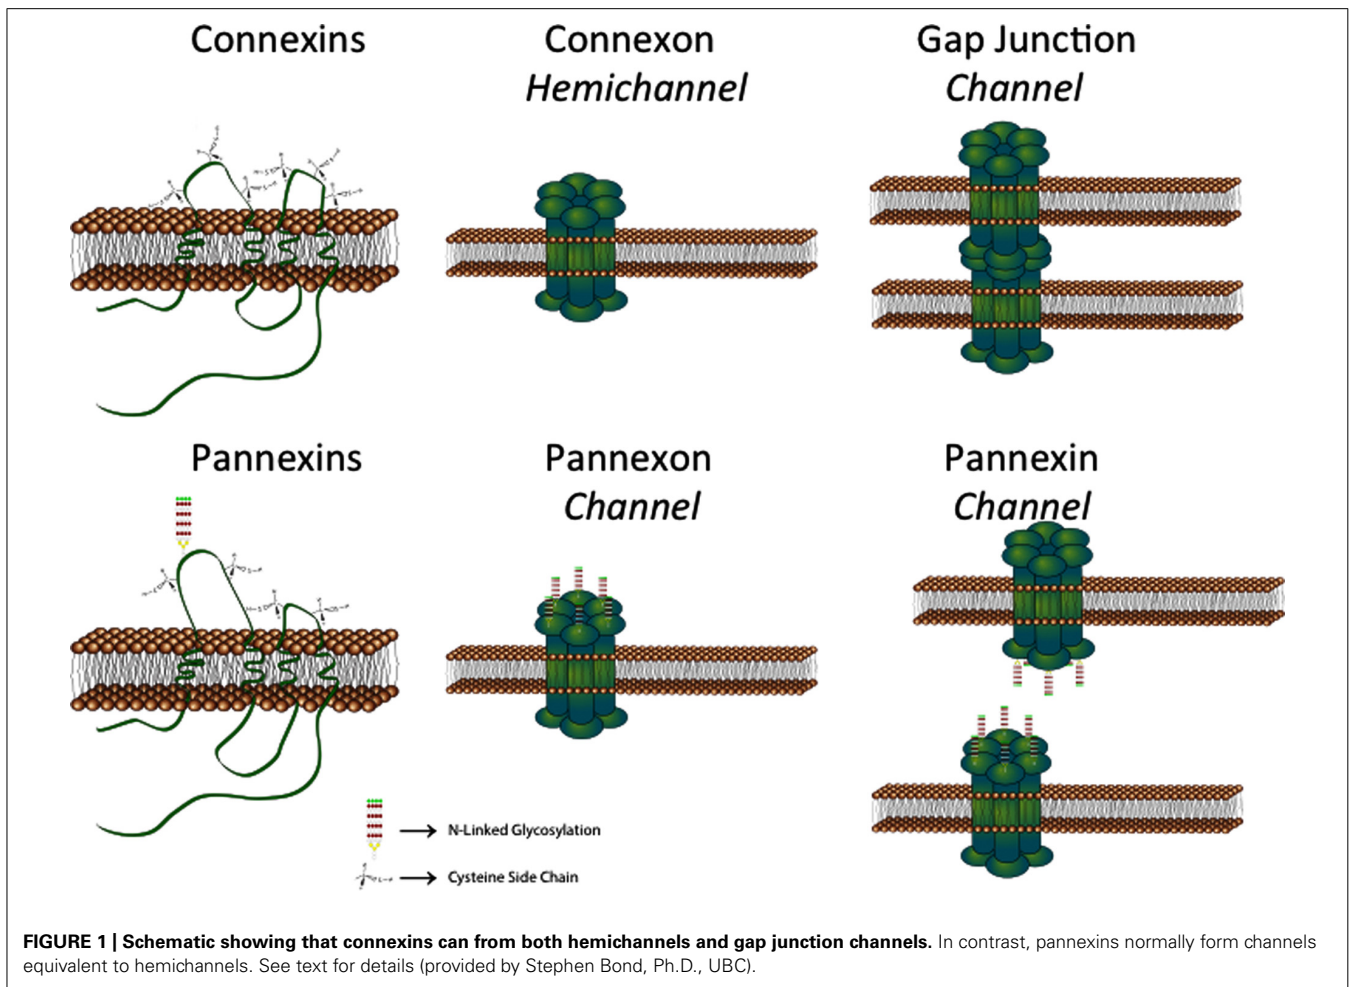 Connexins
Connexon
Hemichannel
Gap Junction
Channel
Pannexins
Pannexon
Channel
Pannexin
Channel
N-Linked Glycosylation
Cysteine Side Chain
FIGURE 1 | Schematic showing that connexins can from both hemichannels and gap junction channels. In contrast, pannexins normally form channels
equivalent to hemichannels. See text for details (provided by Stephen Bond, Ph.D., UBC).